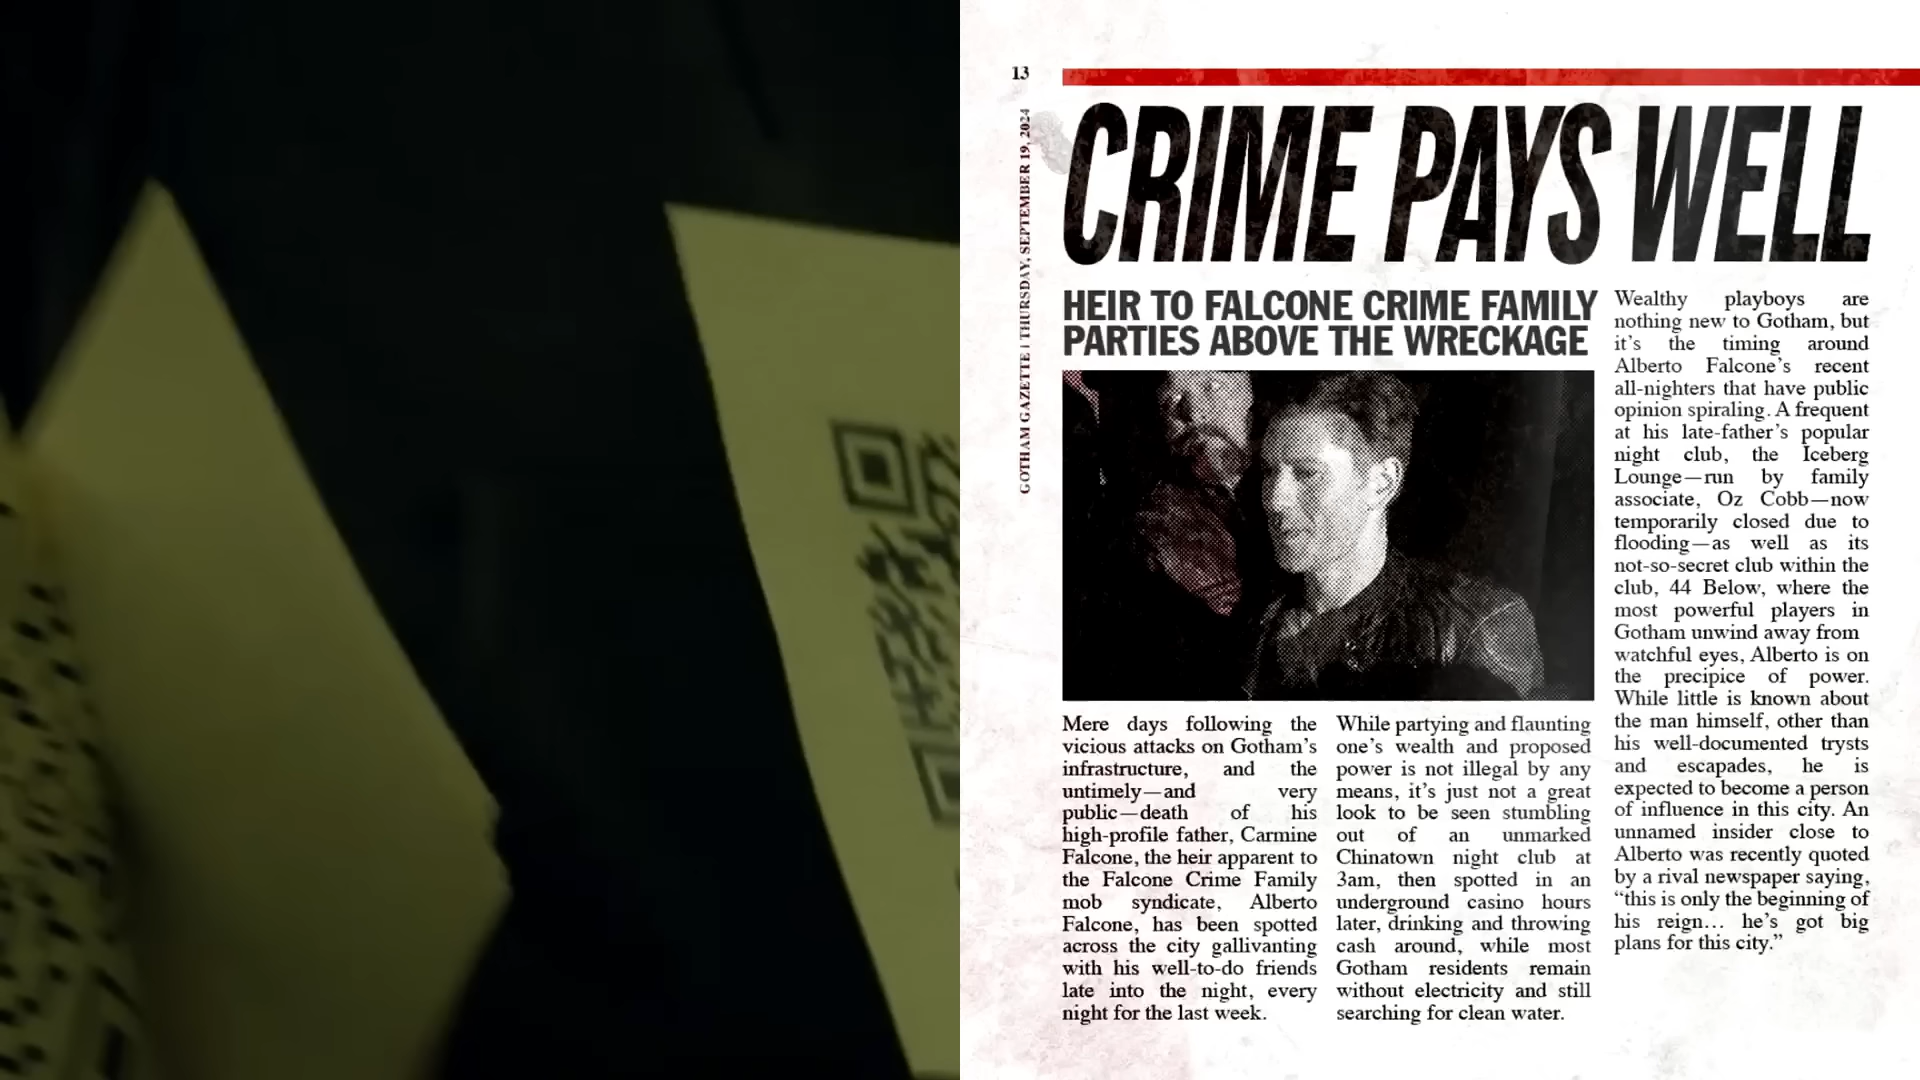 13
GOTHAM GAZETTE | THURSDAY, SEPTEMBER 19, 2024
CRIME PAYS WELL
HEIR TO FALCONE CRIME FAMILY
PARTIES ABOVE THE WRECKAGE
Mere days following the
vicious attacks on Gotham's
infrastructure, and the
untimely—and very
public—death of his
high-profile father, Carmine
Falcone, the heir apparent to
the Falcone Crime Family
mob syndicate, Alberto
Falcone, has been spotted
across the city gallivanting
with his well-to-do friends
late into the night, every
night for the last week.
While partying and flaunting
one's wealth and proposed
power is not illegal by any
means, it's just not a great
look to be seen stumbling
out of an unmarked
Chinatown night club at
3am, then spotted in an
underground casino hours
later, drinking and throwing
cash around, while most
Gotham residents remain
without electricity and still
searching for clean water.
Wealthy playboys are
nothing new to Gotham, but
it's the timing around
Alberto Falcone's recent
all-nighters that have public
opinion spiraling. A frequent
at his late-father's popular
night club, the Iceberg
Lounge—run by family
associate, Oz Cobb—now
temporarily closed due to
flooding—as well as its
not-so-secret club within the
club, 44 Below, where the
most powerful players in
Gotham unwind away from
watchful eyes, Alberto is on
the precipice of power.
While little is known about
the man himself, other than
his well-documented trysts
and escapades, he is
expected to become a person
of influence in this city. An
unnamed insider close to
Alberto was recently quoted
by a rival newspaper saying,
“this is only the beginning of
his reign... he's got big
plans for this city.”